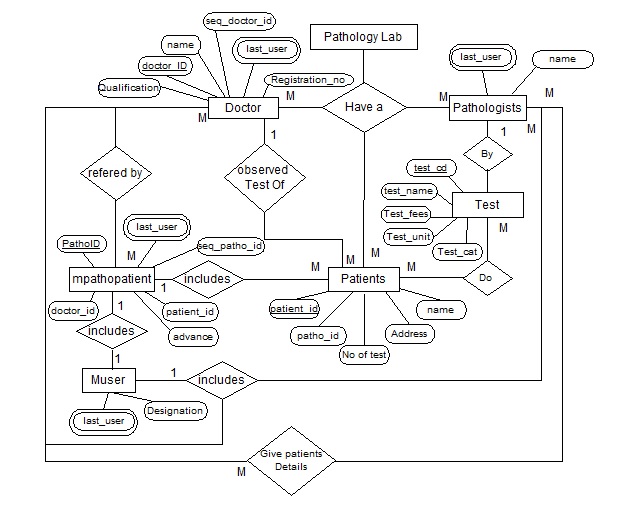 seq_doctor_id
Pathology Lab
name
last_user
last_user
name
doctor_ID
Registration_no
Qualification
Doctor
M
M
Have a
M
Pathologists
M
M
M
1
1
By
refered by
observed
Test Of
test_cd
test_name
Test
Test_fees
Test_unit
Test_cat
M
last_user
PathoID
seq_patho_id
M
M
M
M
M
mpathopatient
1
includes
Patients
Do
doctor_id
1
patient_id
patient_id
name
includes
advance
patho_id
Address
1
No of test
Muser
1
includes
last_user
Designation
Give patients
Details
M
M